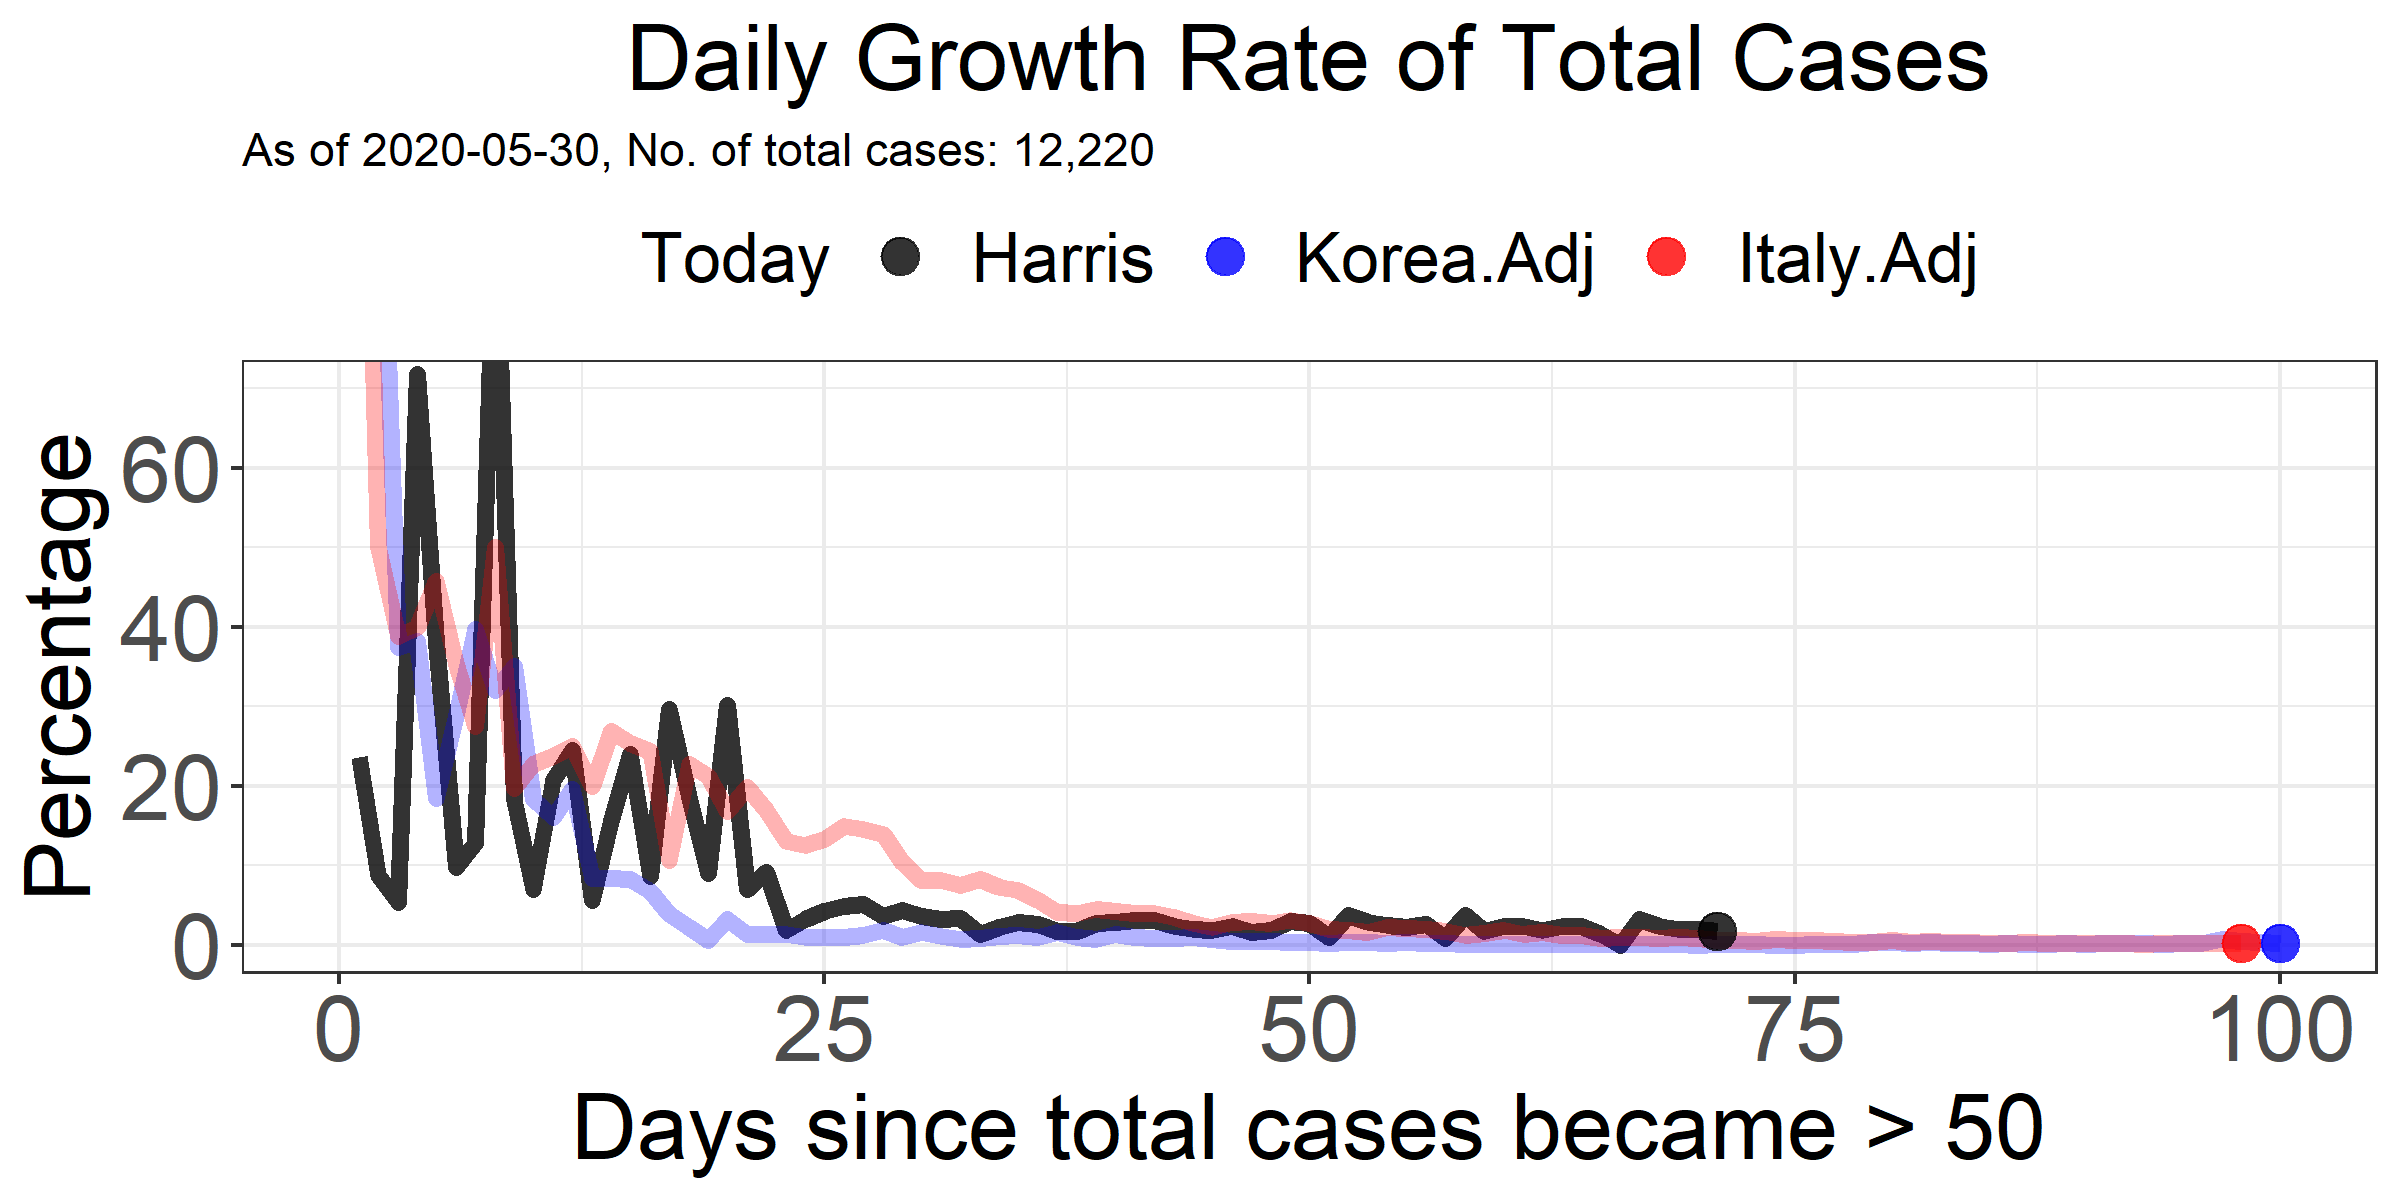 Daily Growth Rate of Total Cases
As of 2020-05-30, No. of total cases: 12,220
Today Harris Korea.Adj Italy.Adj
Percentage
60
40
20
0
0 25 50 75 100
Days since total cases became > 50